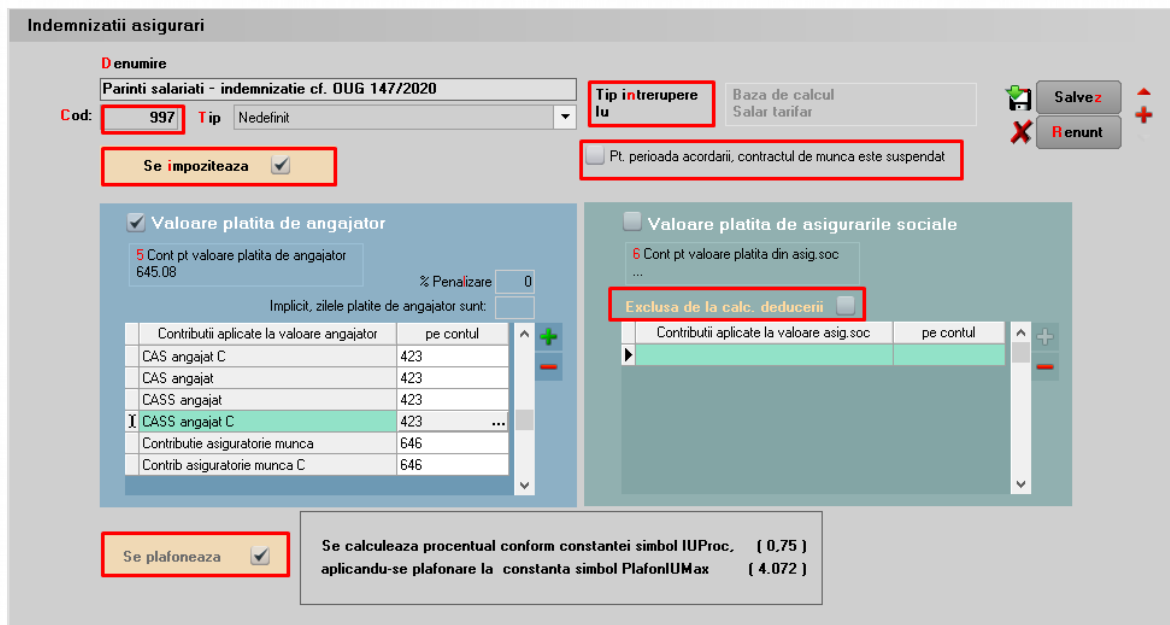 Indemnizatii asigurari
Denumire
Parinti salariati - indemnizatie cf. OUG 147/2020
Cod: 997 Tip Nedefinit
Tip intrerupere
Iu
Baza de calcul
Salar tarifar
Salvez
Renunt
Se impoziteaza
Pt. perioada acordarii, contractul de munca este suspendat
Valoare platita de angajator
5 Cont pt valoare platita de angajator
645.08
% Penalizare 0
Implicit, zilele platite de angajator sunt:
Contributii aplicate la valoare angajator pe contul
CAS angajat C 423
CAS angajat 423
CASS angajat 423
CASS angajat C 423 ...
Contributie asiguratorie munca 646
Contrib asiguratorie munca C 646
Valoare platita de asigurarile sociale
6 Cont pt valoare platita din asig.soc
...
Exclusa de la calc. deducerii
Contributii aplicate la valoare asig.soc pe contul
Se plafoneaza
Se calculeaza procentual conform constantei simbol IUProc, ( 0,75 )
aplicandu-se plafonare la constanta simbol PlafonIUMax ( 4.072 )